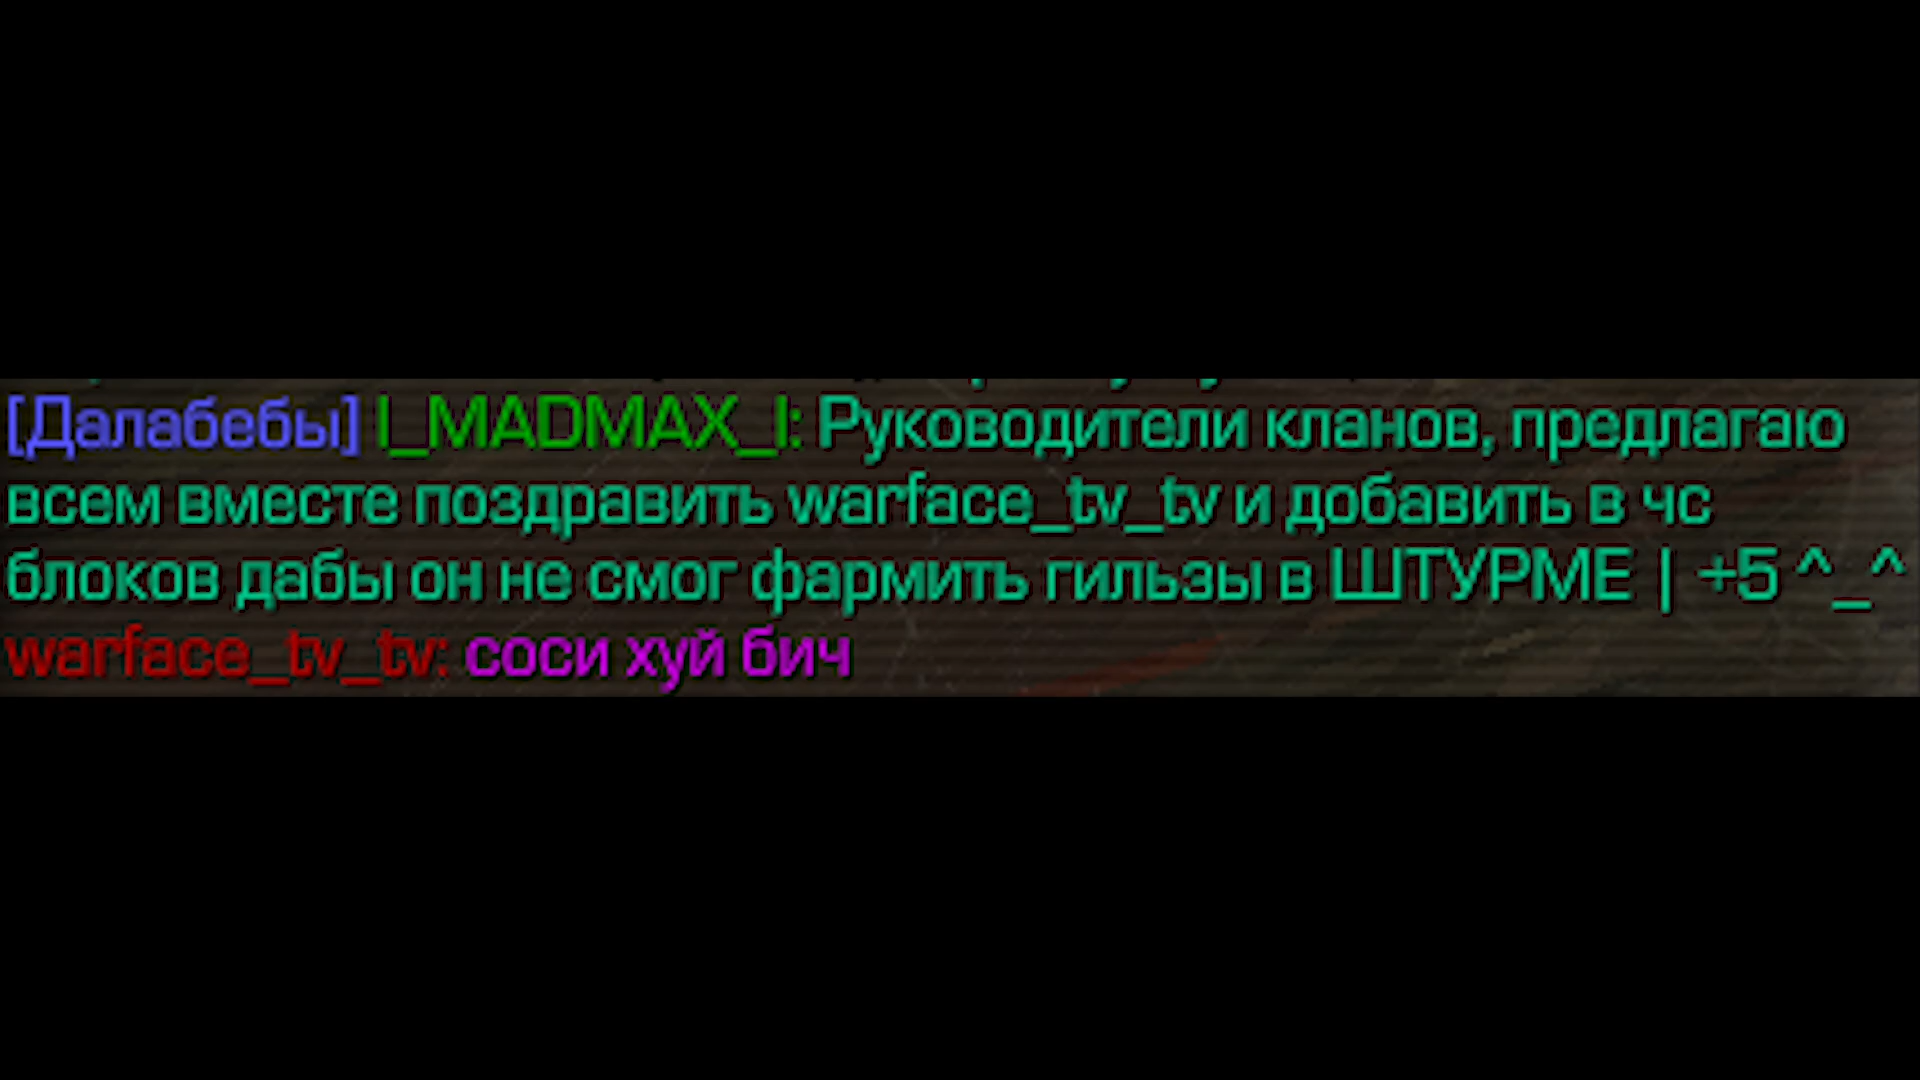 [Далабебы] I_MADMAX_I: Руководители кланов, предлагаю
всем вместе поздравить warface_tv_tv и добавить в чс
блоков дабы он не смог фармить гильзы в ШТУРМЕ | +5 ^_^
warface_tv_tv: соси хуй бич